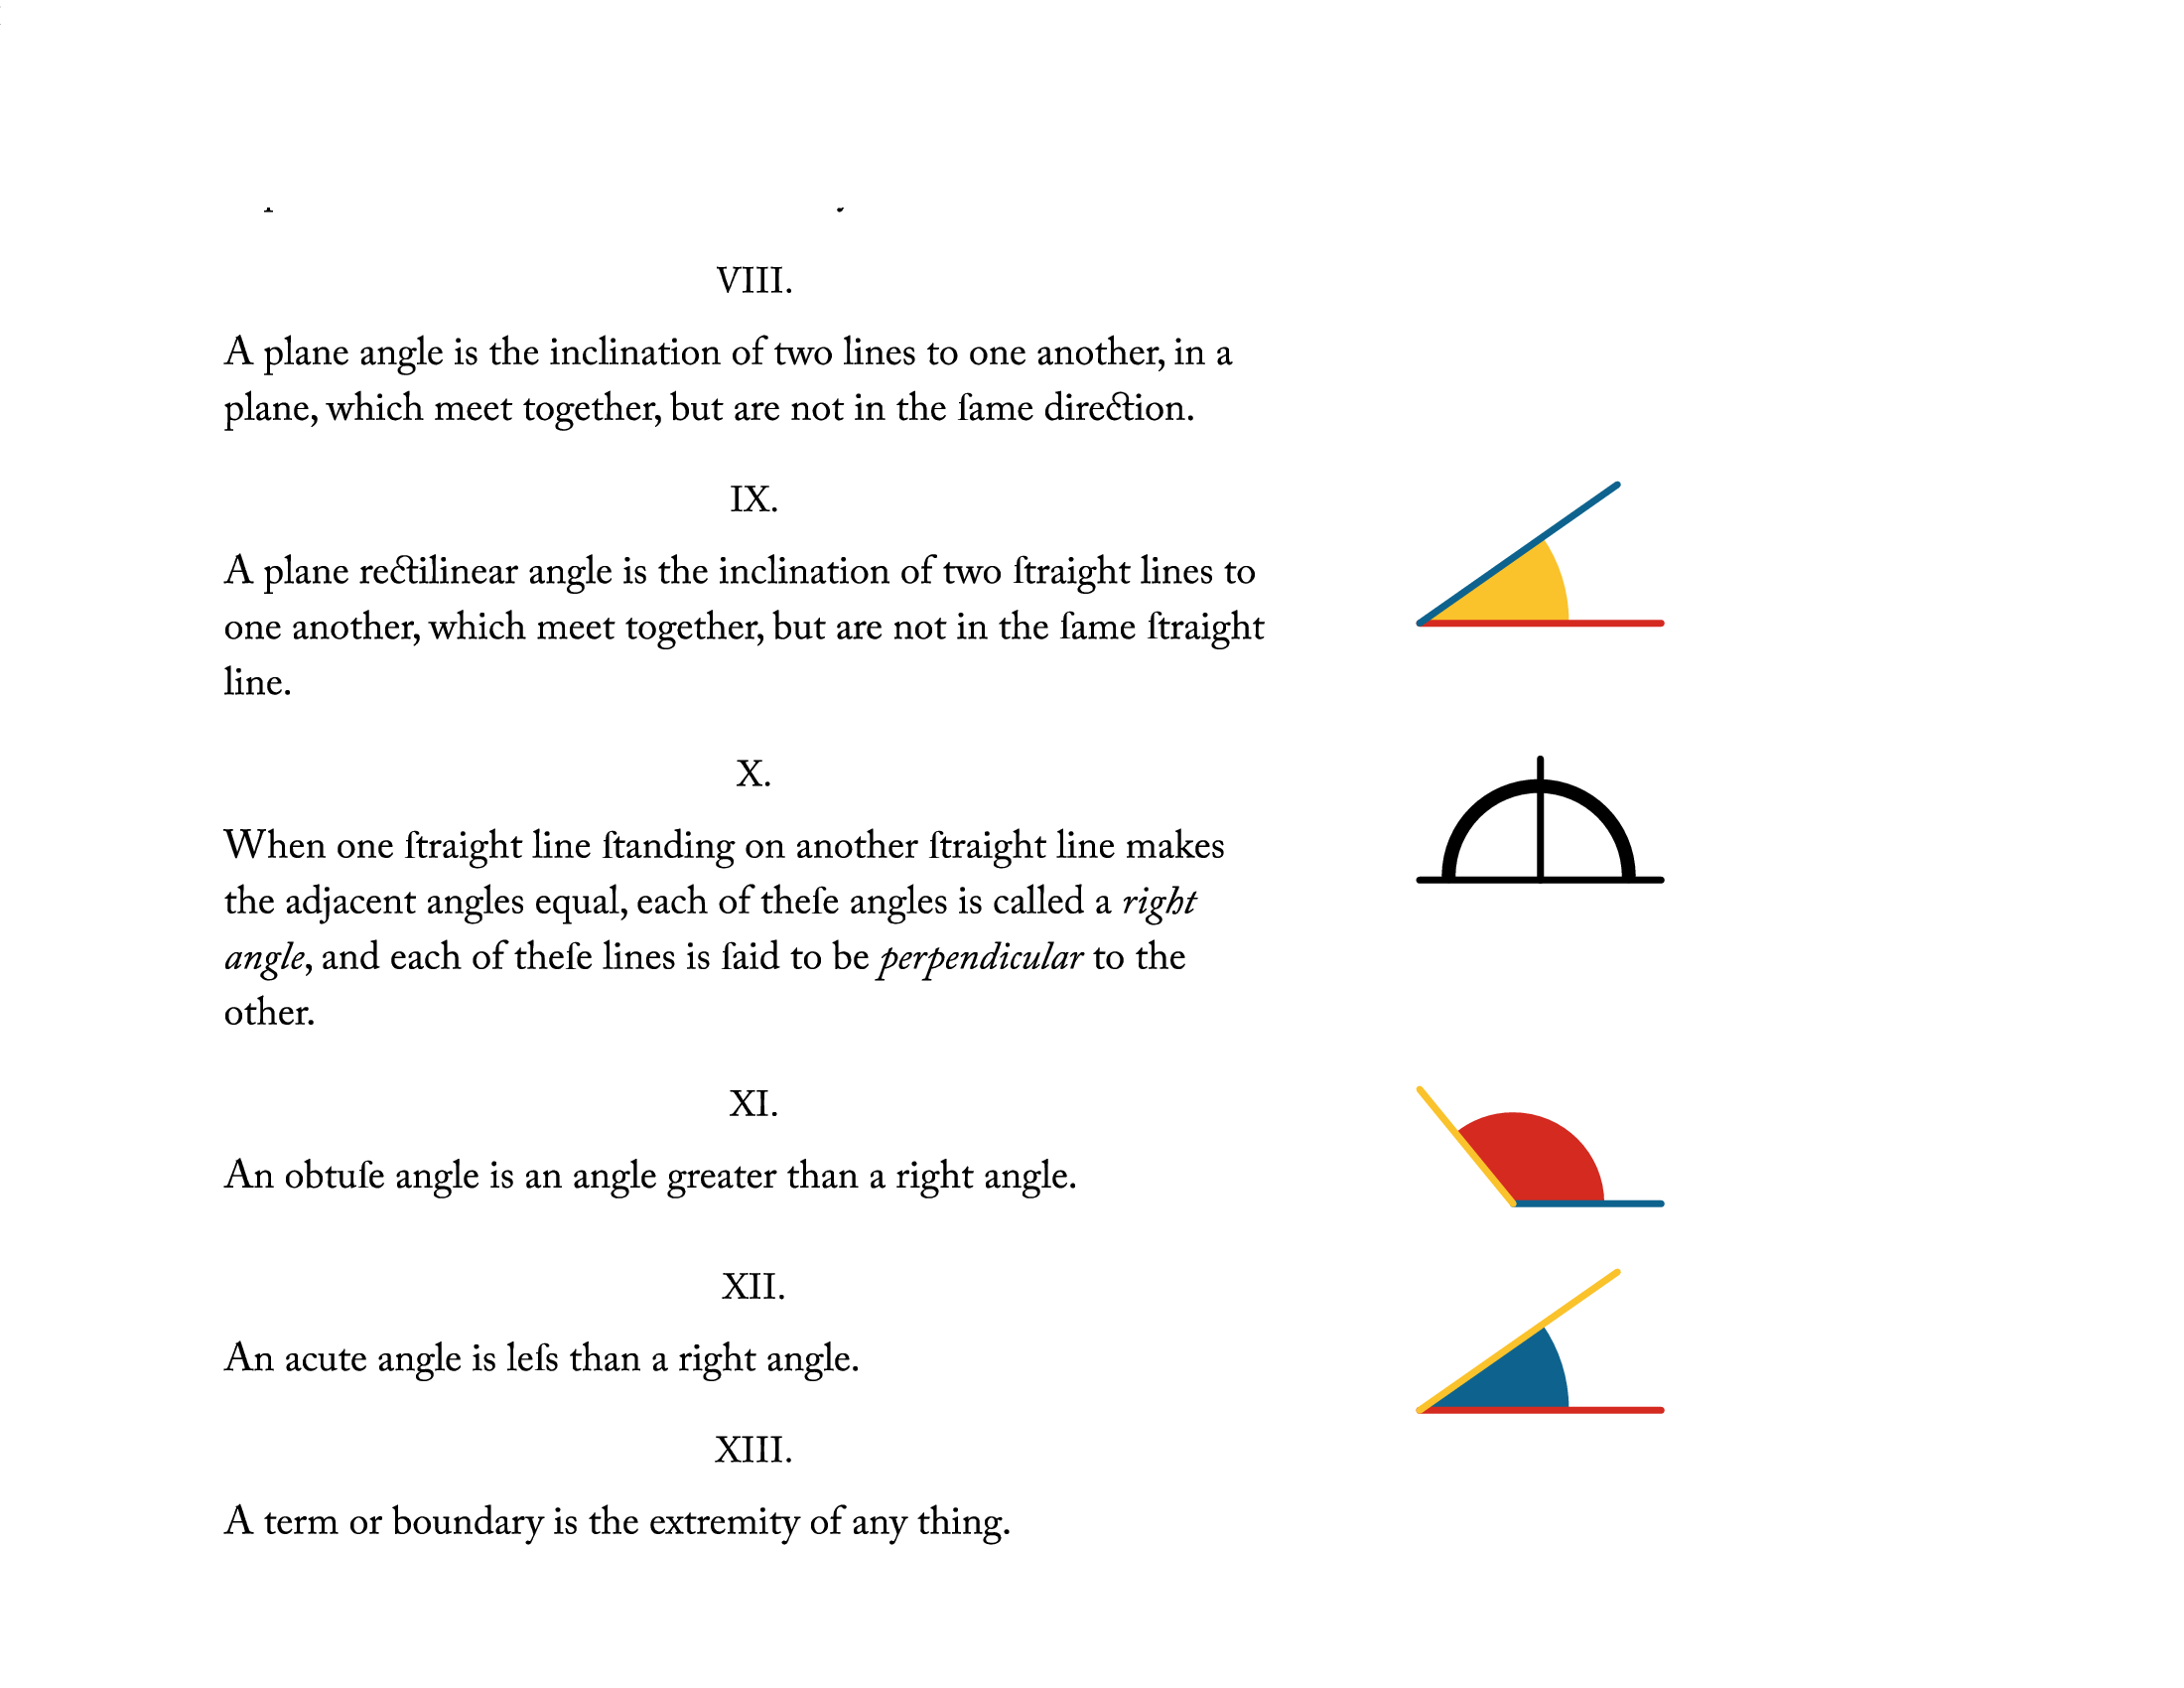 VIII.
A plane angle is the inclination of two lines to one another, in a
plane, which meet together, but are not in the ſame direction.
IX.
A plane rectilinear angle is the inclination of two ſtraight lines to
one another, which meet together, but are not in the ſame ſtraight
line.
X.
When one ſtraight line ſtanding on another ſtraight line makes
the adjacent angles equal, each of theſe angles is called a right
angle, and each of theſe lines is ſaid to be perpendicular to the
other.
XI.
An obtuſe angle is an angle greater than a right angle.
XII.
An acute angle is leſs than a right angle.
XIII.
A term or boundary is the extremity of any thing.